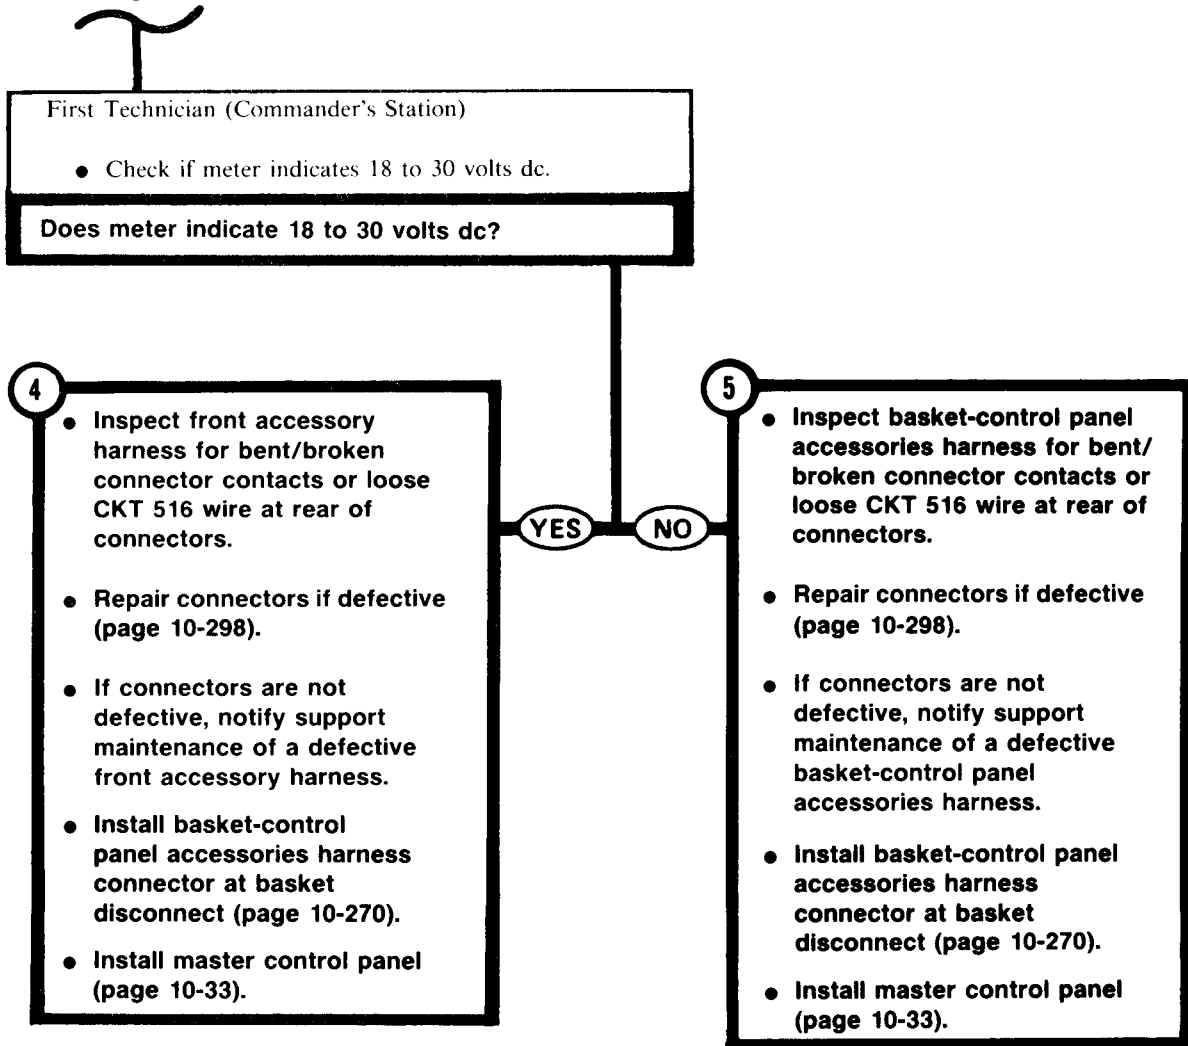 First Technician (Commander's Station)
● Check if meter indicates 18 to 30 volts dc.
Does meter indicate 18 to 30 volts dc?
4
● Inspect front accessory
harness for bent/broken
connector contacts or loose
CKT 516 wire at rear of
connectors.
● Repair connectors if defective
(page 10-298).
● If connectors are not
defective, notify support
maintenance of a defective
front accessory harness.
● Install basket-control
panel accessories harness
connector at basket
disconnect (page 10-270).
● Install master control panel
(page 10-33).
YES
NO
5
● Inspect basket-control panel
accessories harness for bent/
broken connector contacts or
loose CKT 516 wire at rear of
connectors.
● Repair connectors if defective
(page 10-298).
● If connectors are not
defective, notify support
maintenance of a defective
basket-control panel
accessories harness.
● Install basket-control panel
accessories harness
connector at basket
disconnect (page 10-270).
● Install master control panel
(page 10-33).